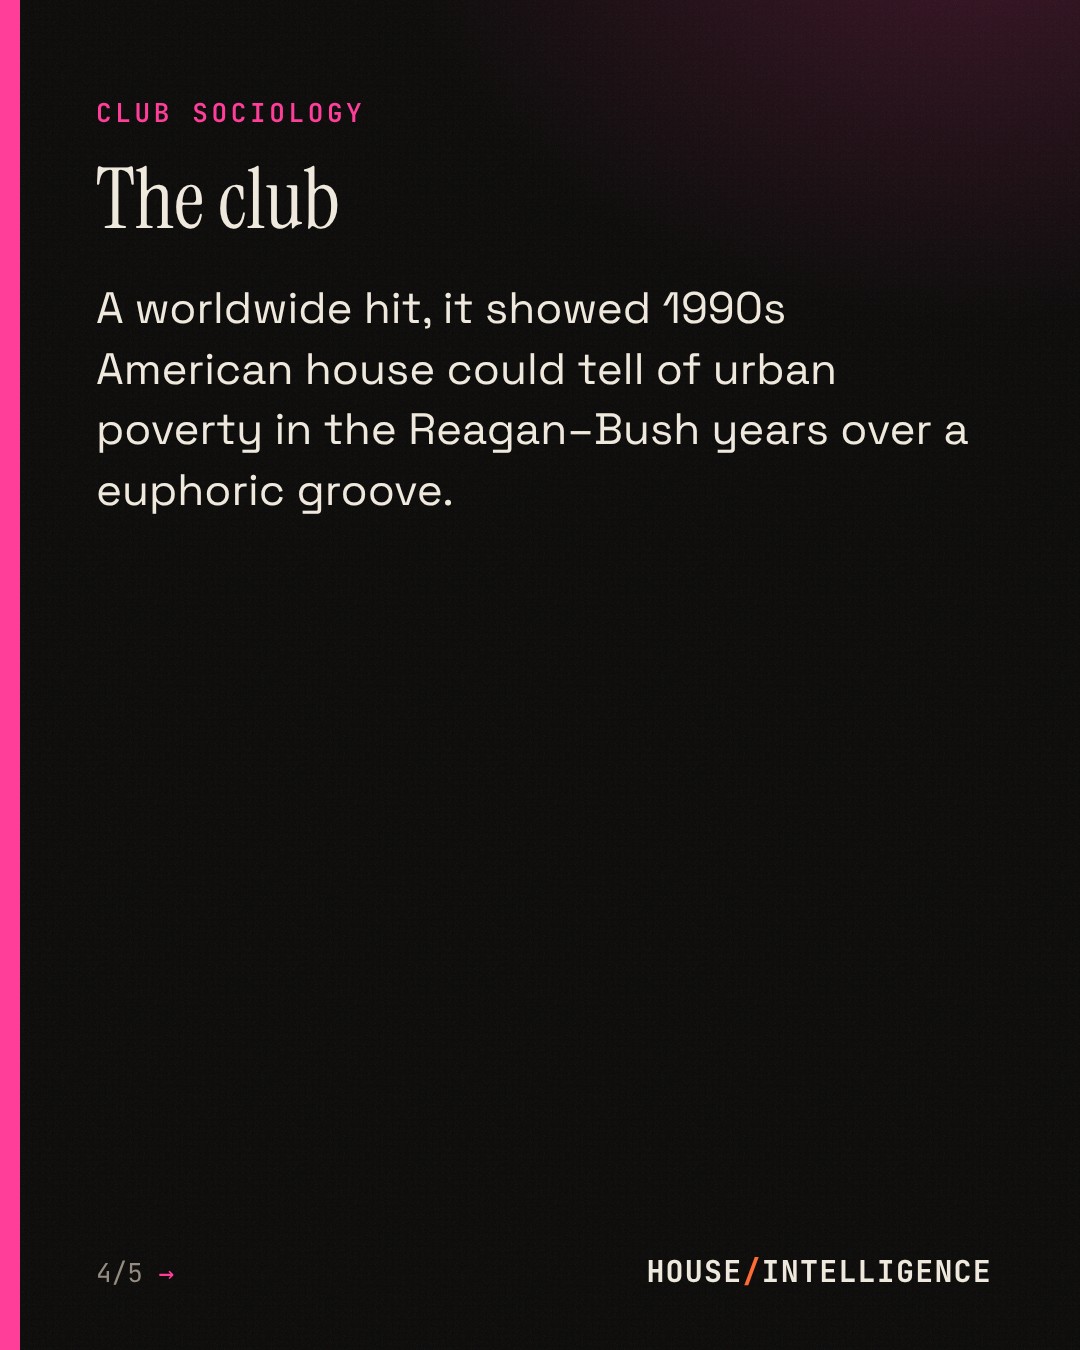 CLUB SOCIOLOGY
The club
A worldwide hit, it showed 1990s
American house could tell of urban
poverty in the Reagan–Bush years over a
euphoric groove.
4/5 →
HOUSE/INTELLIGENCE